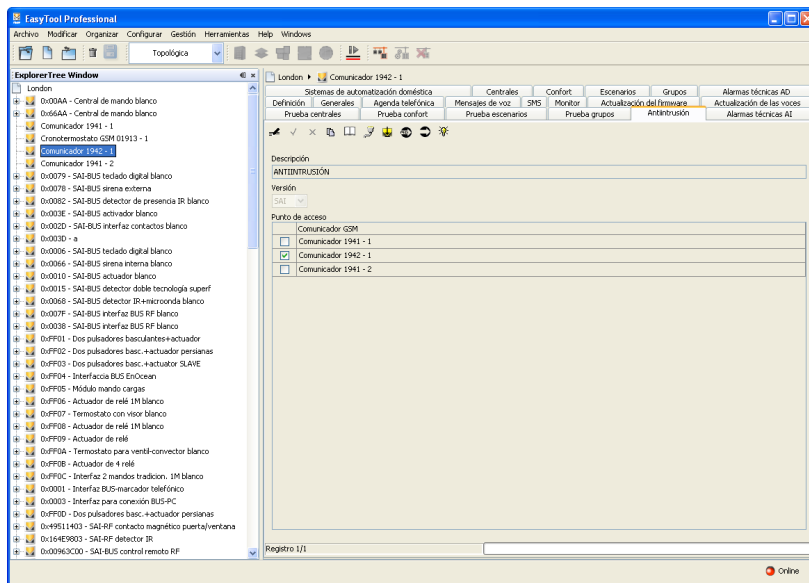 EasyTool Professional
Archivo Modificar Organizar Configurar Gestión Herramientas Help Windows
Topológica
ExplorerTree Window
London
0x00AA - Central de mando blanco
0x66AA - Central de mando blanco
Comunicador 1941 - 1
Cronotermostato GSM 01913 - 1
Comunicador 1942 - 1
Comunicador 1941 - 2
0x0079 - SAI-BUS teclado digital blanco
0x0078 - SAI-BUS sirena externa
0x0082 - SAI-BUS detector de presencia IR blanco
0x003E - SAI-BUS activador blanco
0x002D - SAI-BUS interfaz contactos blanco
0x003D - a
0x0006 - SAI-BUS teclado digital blanco
0x0066 - SAI-BUS sirena interna blanco
0x0010 - SAI-BUS actuador blanco
0x0015 - SAI-BUS detector doble tecnología superf
0x0068 - SAI-BUS detector IR+microonda blanco
0x007F - SAI-BUS interfaz BUS RF blanco
0x0038 - SAI-BUS interfaz BUS RF blanco
0xFF01 - Dos pulsadores basculantes+actuador
0xFF02 - Dos pulsadores basc.+actuador persianas
0xFF03 - Dos pulsadores basc.+actuator SLAVE
0xFF04 - Interfaccia BUS EnOcean
0xFF05 - Módulo mando cargas
0xFF06 - Actuador de relé 1M blanco
0xFF07 - Termostato con visor blanco
0xFF08 - Actuador de relé 1M blanco
0xFF09 - Actuador de relé
0xFF0A - Termostato para ventil-convector blanco
0xFF0B - Actuador de 4 relé
0xFF0C - Interfaz 2 mandos tradicion. 1M blanco
0x0001 - Interfaz BUS-marcador telefónico
0x0003 - Interfaz para conexión BUS-PC
0xFF0D - Dos pulsadores basc.+actuador persianas
0x49511403 - SAI-RF contacto magnético puerta/ventana
0x164E9803 - SAI-RF detector IR
0x00963C00 - SAI-BUS control remoto RF
London Comunicador 1942 - 1
Sistemas de automatización doméstica Centrales Confort Escenarios Grupos Alarmas técnicas AD
Definición Generales Agenda telefónica Mensajes de voz SMS Monitor Actualización del firmware Actualización de las voces
Prueba centrales Prueba confort Prueba escenarios Prueba grupos Antiintrusión Alarmas técnicas AI
Descripción
ANTIINTRUSIÓN
Versión
SAI
Punto de acceso
Comunicador GSM
Comunicador 1941 - 1
Comunicador 1942 - 1
Comunicador 1941 - 2
Registro 1/1
Online